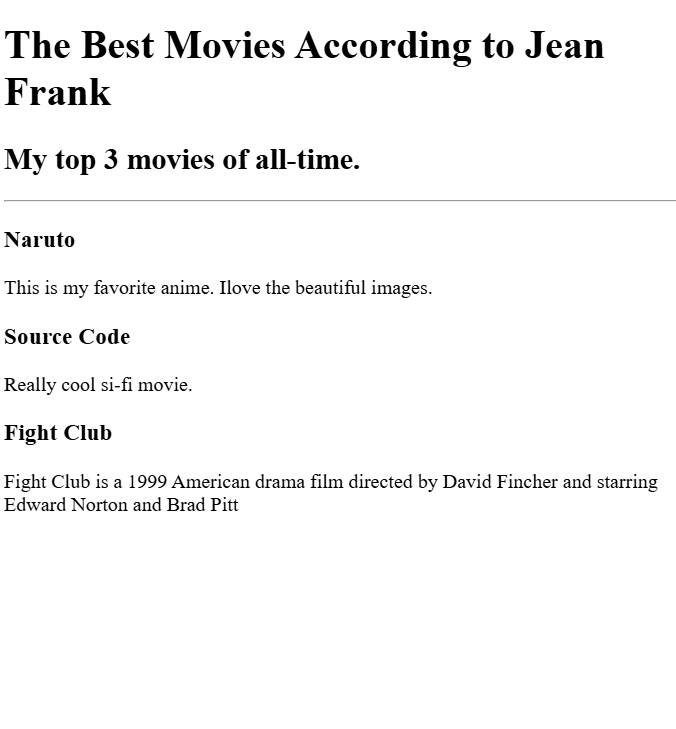 The Best Movies According to Jean
Frank
My top 3 movies of all-time.
Naruto
This is my favorite anime. Ilove the beautiful images.
Source Code
Really cool si-fi movie.
Fight Club
Fight Club is a 1999 American drama film directed by David Fincher and starring
Edward Norton and Brad Pitt